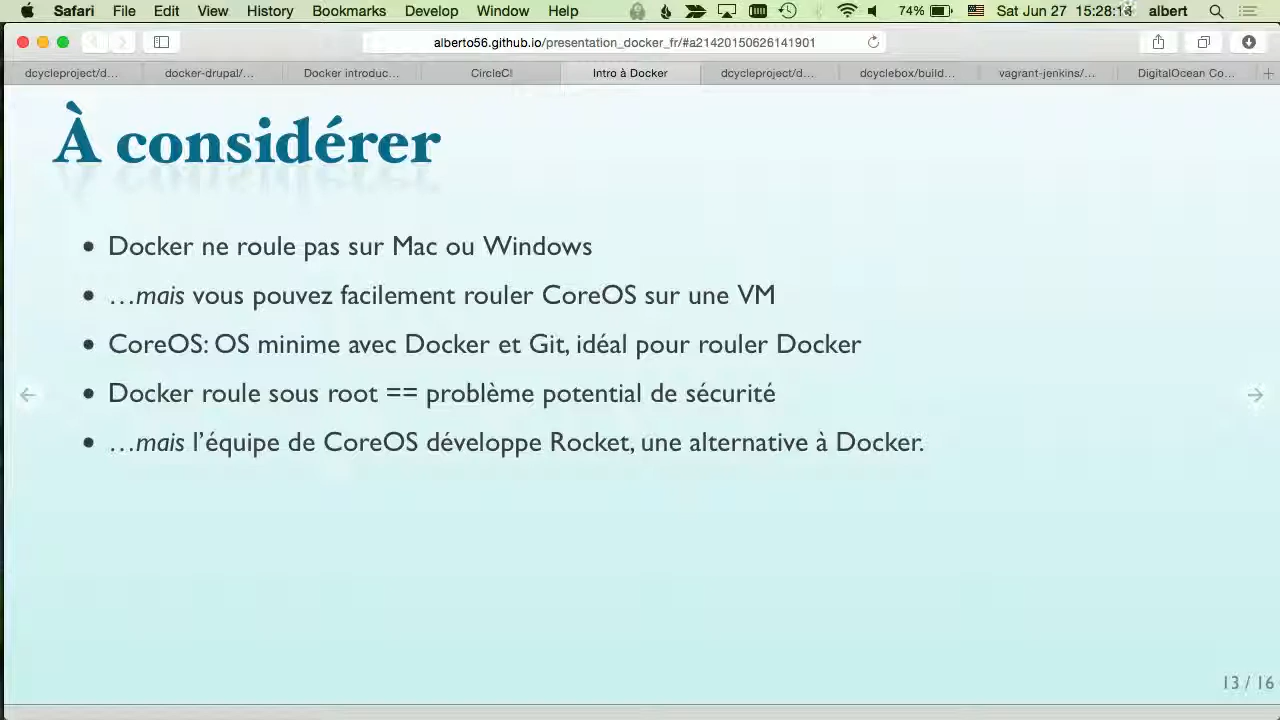 Safari File Edit View History Bookmarks Develop Window Help 74% Sat Jun 27 15:28:14 albert
alberto56.github.io/presentation_docker_fr/#a21420150626141901
dcycleproject/d... docker-drupal/... Docker introduc... CircleCI Intro à Docker dcycleproject/d... dcyclebox/build... vagrant-jenkins/... DigitalOcean Co...
À considérer
• Docker ne roule pas sur Mac ou Windows
• …mais vous pouvez facilement rouler CoreOS sur une VM
• CoreOS: OS minime avec Docker et Git, idéal pour rouler Docker
• Docker roule sous root == problème potential de sécurité
• …mais l’équipe de CoreOS développe Rocket, une alternative à Docker.
13 / 16